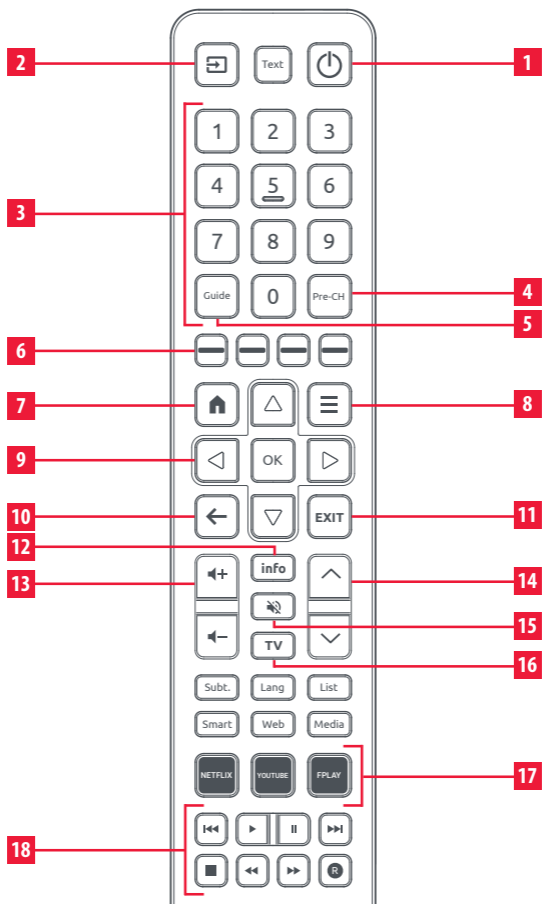 2 Text 1
1 2 3
4 5 6
3
7 8 9
Guide 0 Pre-CH 4
5
6
7 8
9 OK
10 EXIT 11
12 info
13 + 14
15
- TV 16
Subt. Lang List
Smart Web Media
NETFLIX YOUTUBE FPLAY 17
18
R